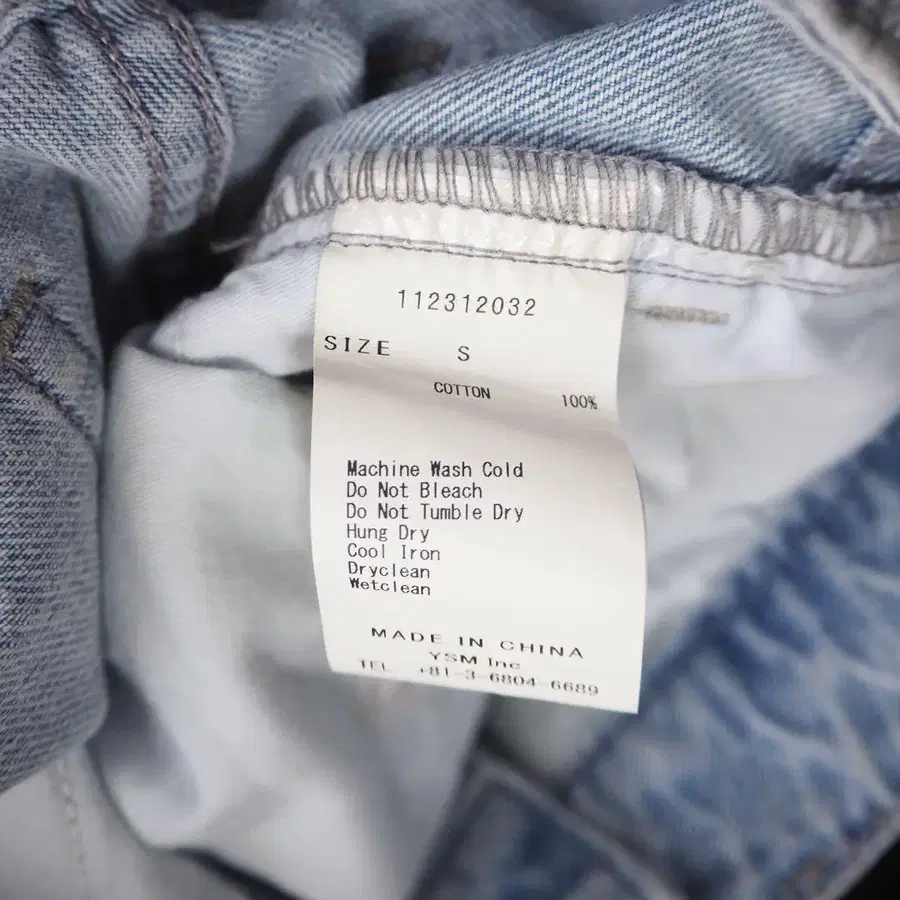 112312032
SIZE S
COTTON 100%
Machine Wash Cold
Do Not Bleach
Do Not Tumble Dry
Hung Dry
Cool Iron
Dryclean
Wetclean
MADE IN CHINA
YSM Inc
TEL +81-3-6804-6689